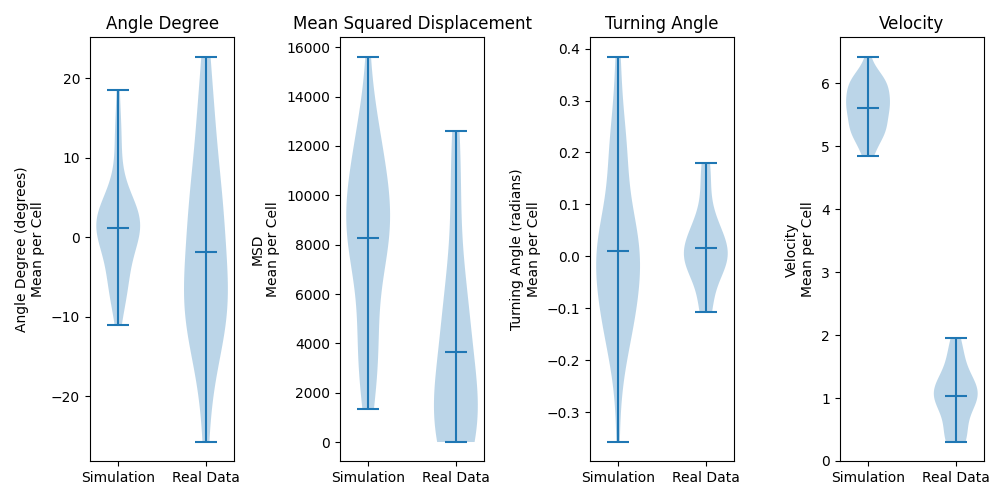 Angle Degree
Angle Degree (degrees)
Mean per Cell
20
10
0
−10
−20
Simulation Real Data
Mean Squared Displacement
MSD
Mean per Cell
16000
14000
12000
10000
8000
6000
4000
2000
0
Simulation Real Data
Turning Angle
Turning Angle (radians)
Mean per Cell
0.4
0.3
0.2
0.1
0.0
−0.1
−0.2
−0.3
Simulation Real Data
Velocity
Velocity
Mean per Cell
6
5
4
3
2
1
0
Simulation Real Data